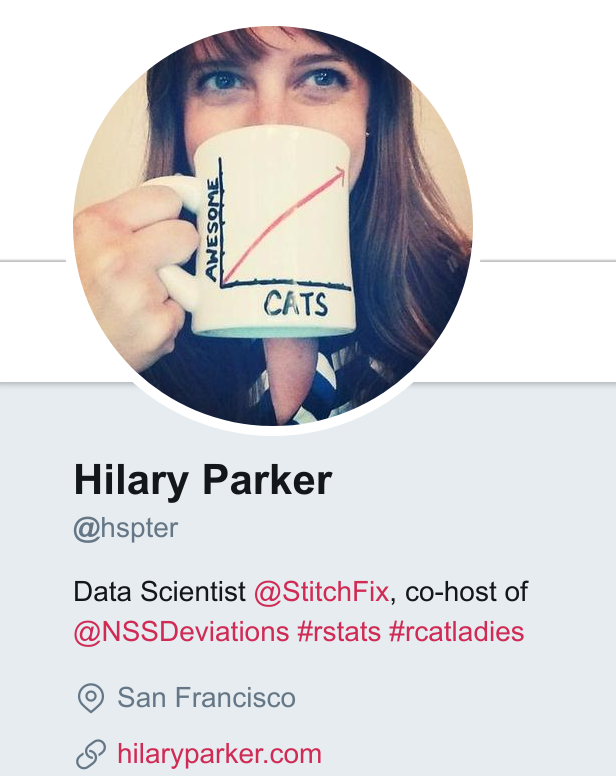 AWESOME
CATS
Hilary Parker
@hspter
Data Scientist @StitchFix, co-host of
@NSSDeviations #rstats #rcatladies
San Francisco
hilaryparker.com